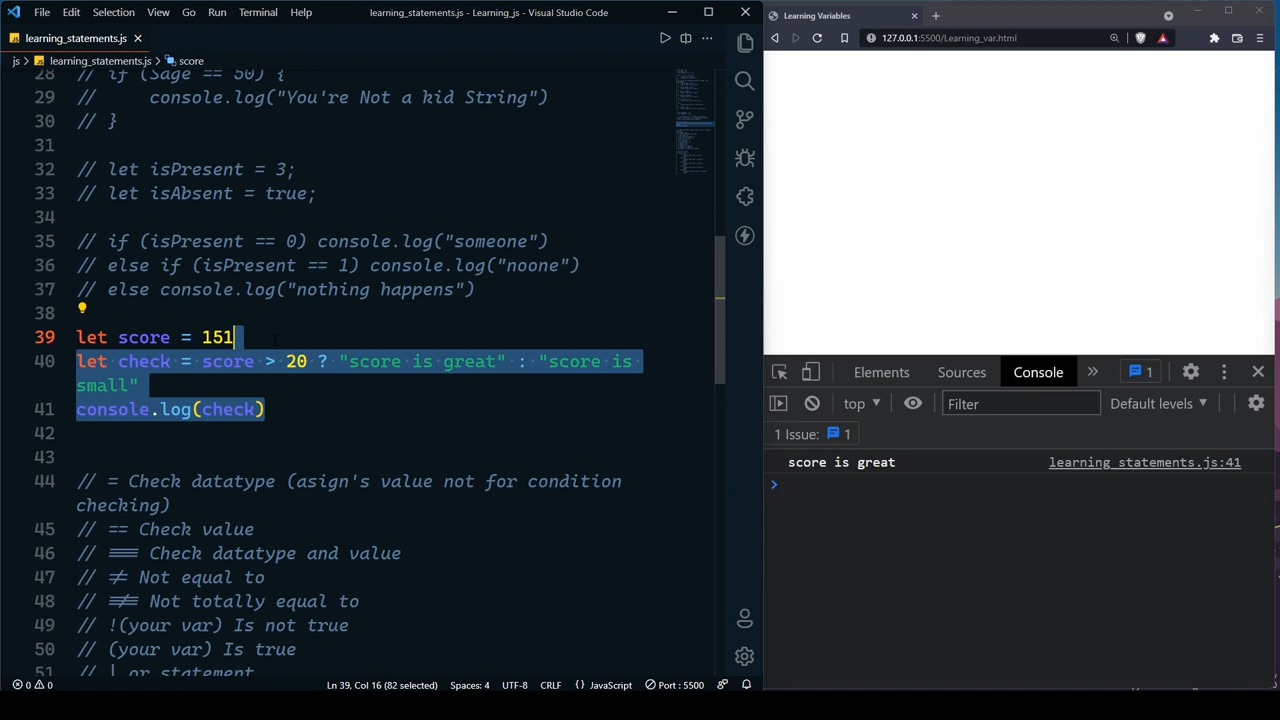 File Edit Selection View Go Run Terminal Help
learning_statements.js - Learning_js - Visual Studio Code
learning_statements.js
js > learning_statements.js > score
28 // if (Sage == 50) {
29 //     console.log("You're Not a kid String")
30 // }
31
32 // let isPresent = 3;
33 // let isAbsent = true;
34
35 // if (isPresent == 0) console.log("someone")
36 // else if (isPresent == 1) console.log("noone")
37 // else console.log("nothing happens")
38
39 let score = 151
40 let check = score > 20 ? "score is great" : "score is
small"
41 console.log(check)
42
43
44 // = Check datatype (asign's value not for condition
checking)
45 // == Check value
46 // === Check datatype and value
47 // != Not equal to
48 // !== Not totally equal to
49 // !(your var) Is not true
50 // (your var) Is true
51 // | or statement
0 0 Ln 39, Col 16 (82 selected) Spaces: 4 UTF-8 CRLF {} JavaScript Port : 5500
Learning Variables
127.0.0.1:5500/Learning_var.html
Elements Sources Console 1
top Filter Default levels
1 Issue: 1
score is great learning_statements.js:41